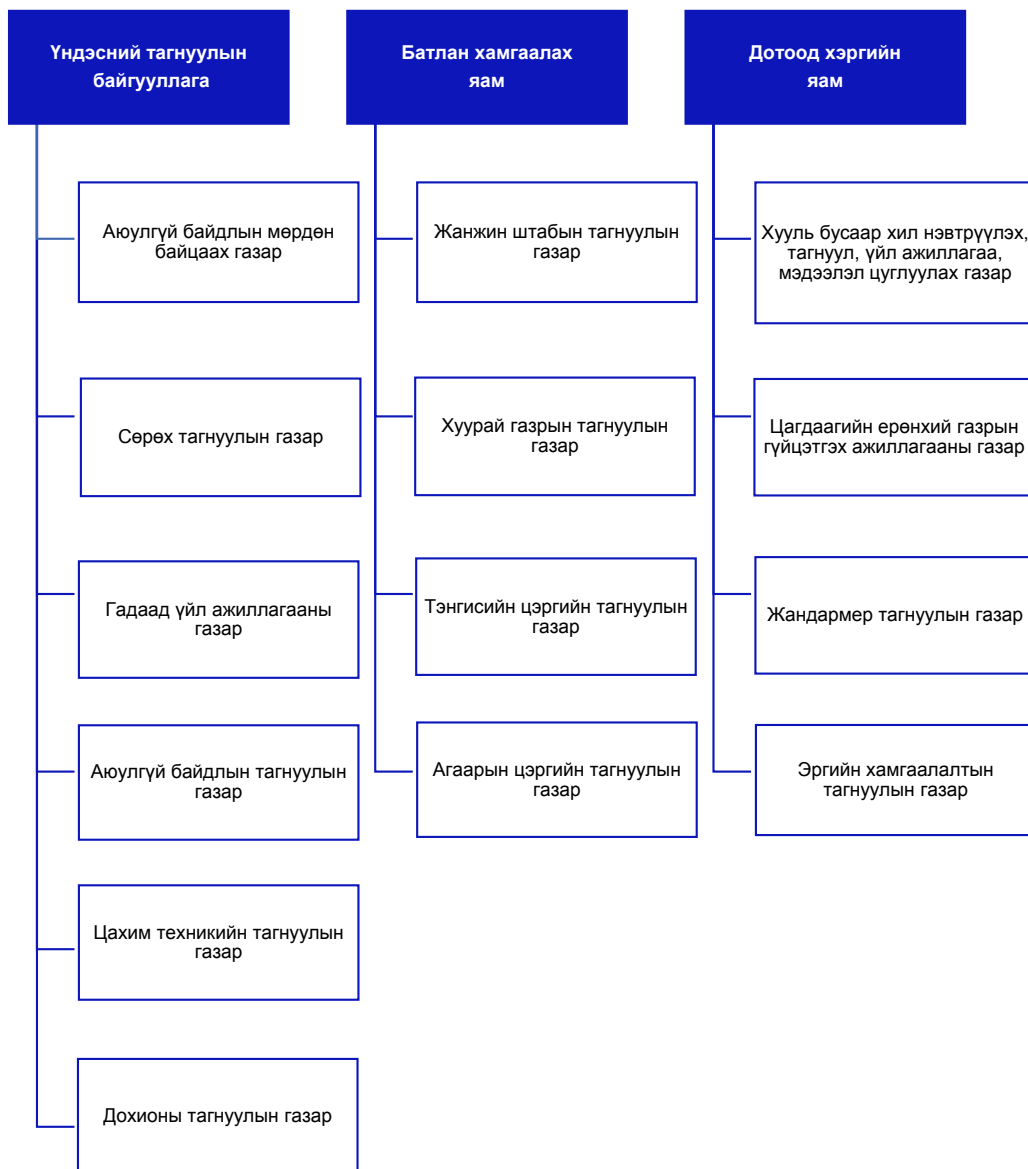 Үндэсний тагнуулын
байгууллага
Аюулгүй байдлын мөрдөн
байцаах газар
Сөрөх тагнуулын газар
Гадаад үйл ажиллагааны
газар
Аюулгүй байдлын тагнуулын
газар
Цахим техникийн тагнуулын
газар
Дохионы тагнуулын газар
Батлан хамгаалах
яам
Жанжин штабын тагнуулын
газар
Хуурай газрын тагнуулын
газар
Тэнгисийн цэргийн тагнуулын
газар
Агаарын цэргийн тагнуулын
газар
Дотоод хэргийн
яам
Хууль бусаар хил нэвтрүүлэх,
тагнуул, үйл ажиллагаа,
мэдээлэл цуглуулах газар
Цагдаагийн ерөнхий газрын
гүйцэтгэх ажиллагааны газар
Жандармер тагнуулын газар
Эргийн хамгаалалтын
тагнуулын газар